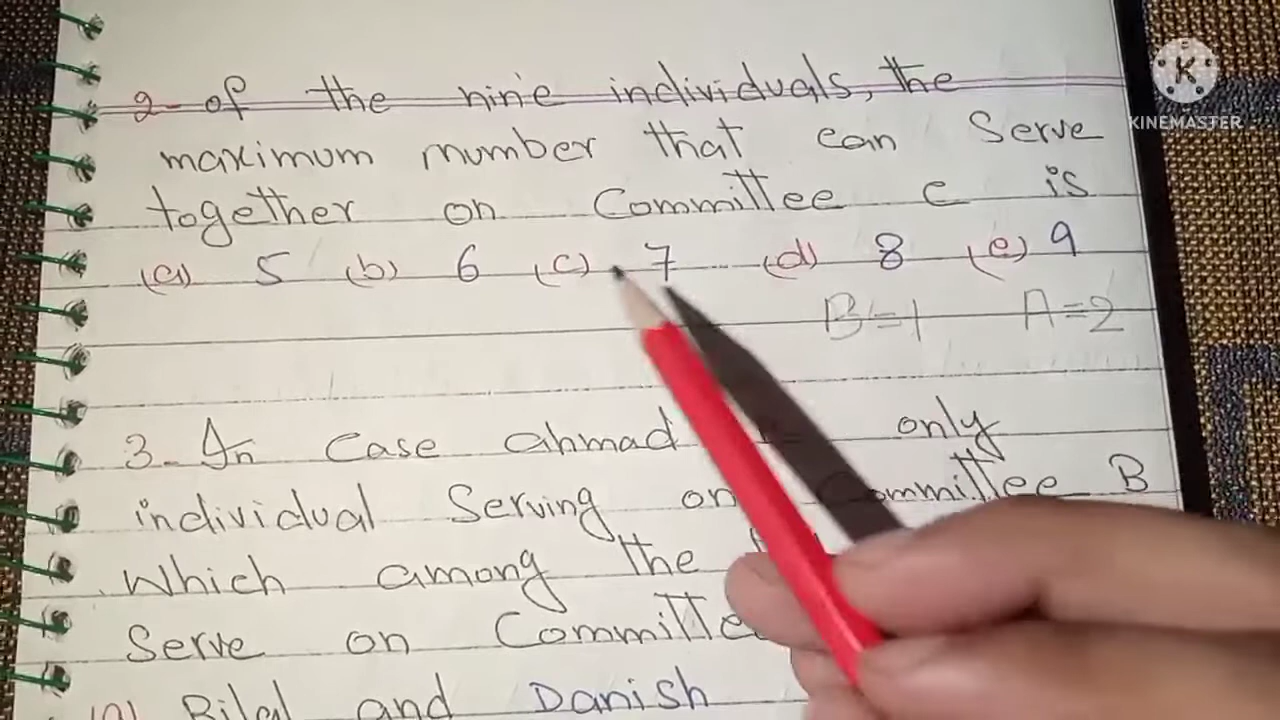 2- of the nine individuals, the
maximum number that can Serve
together on Committee c is
(a) 5 (b) 6 (c) 7 (d) 8 (e) 9
B=1 A=2
3- In Case ahmad only
individual Serving on Committee B
Which among the
Serve on Committee
(a) Bilal and Danish
K
KINEMASTER